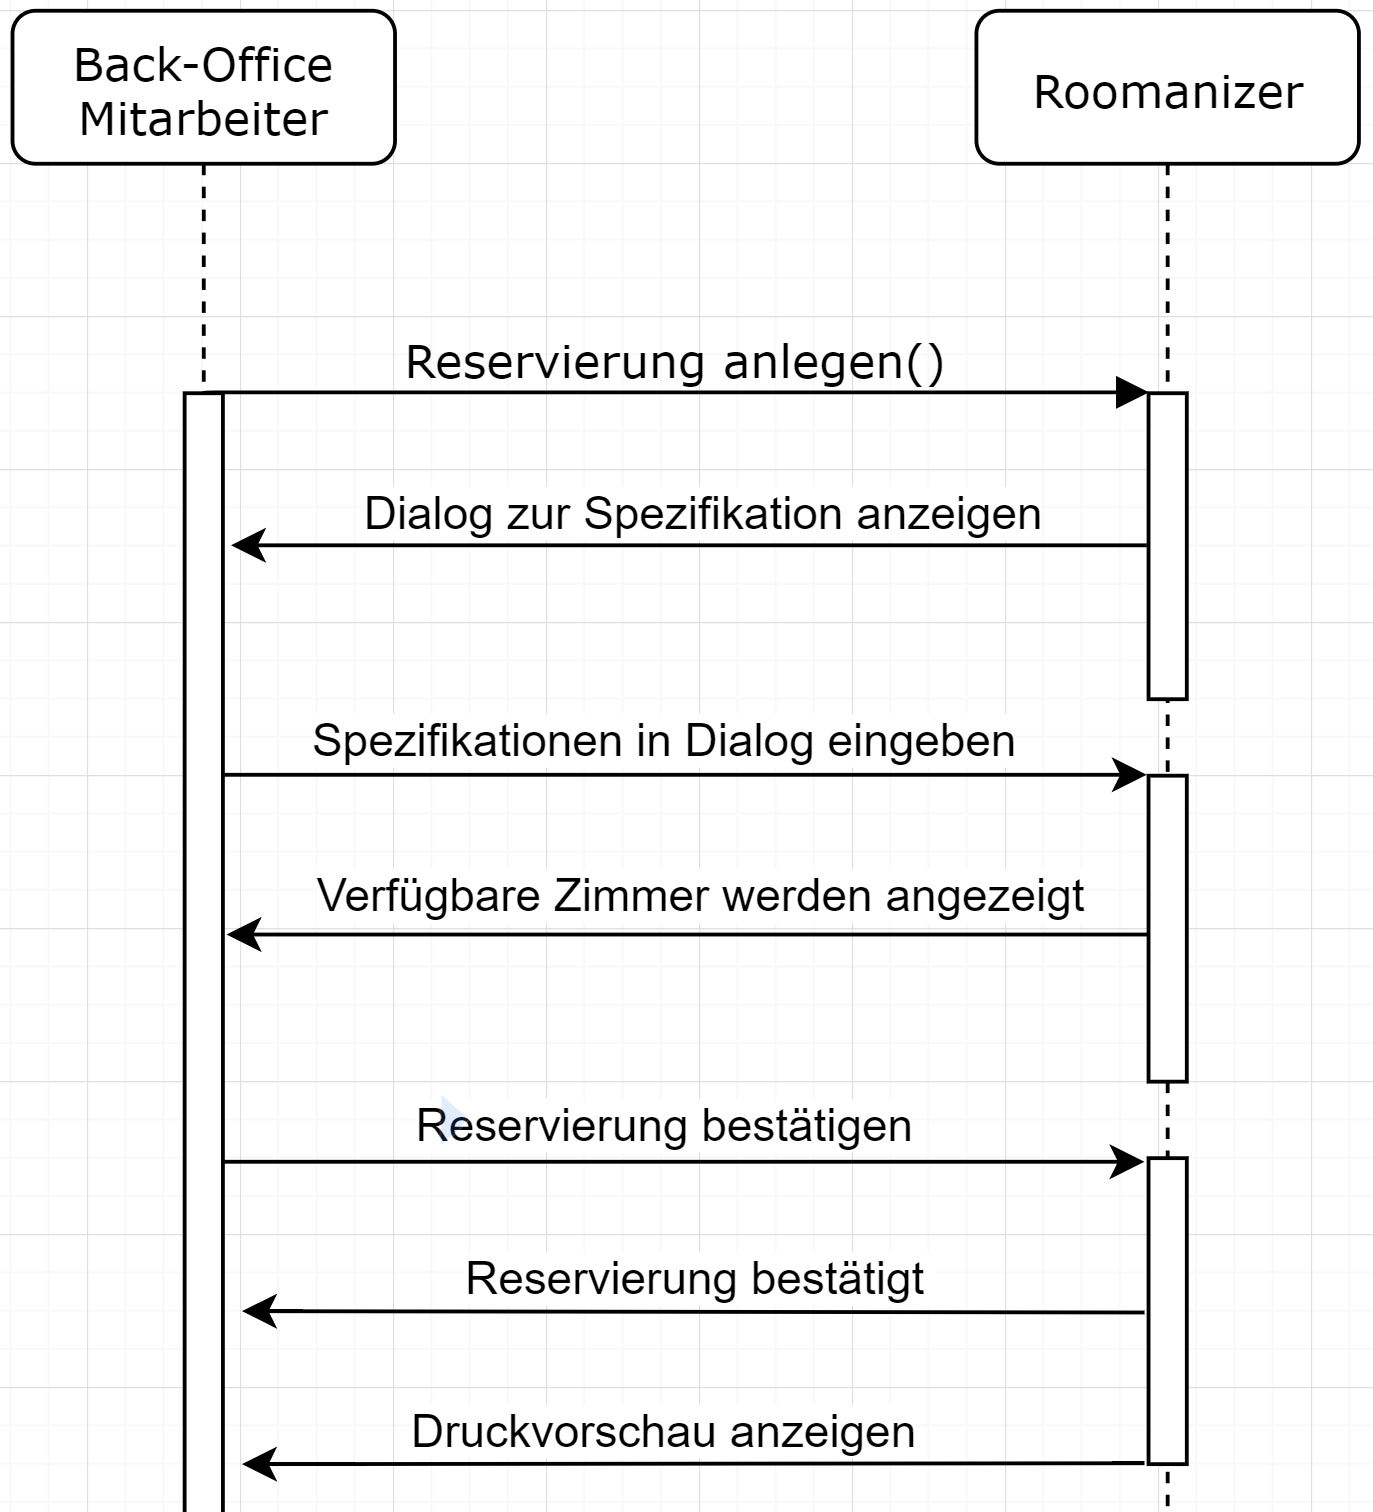 Back-Office
Mitarbeiter
Roomanizer
Reservierung anlegen()
Dialog zur Spezifikation anzeigen
Spezifikationen in Dialog eingeben
Verfügbare Zimmer werden angezeigt
Reservierung bestätigen
Reservierung bestätigt
Druckvorschau anzeigen